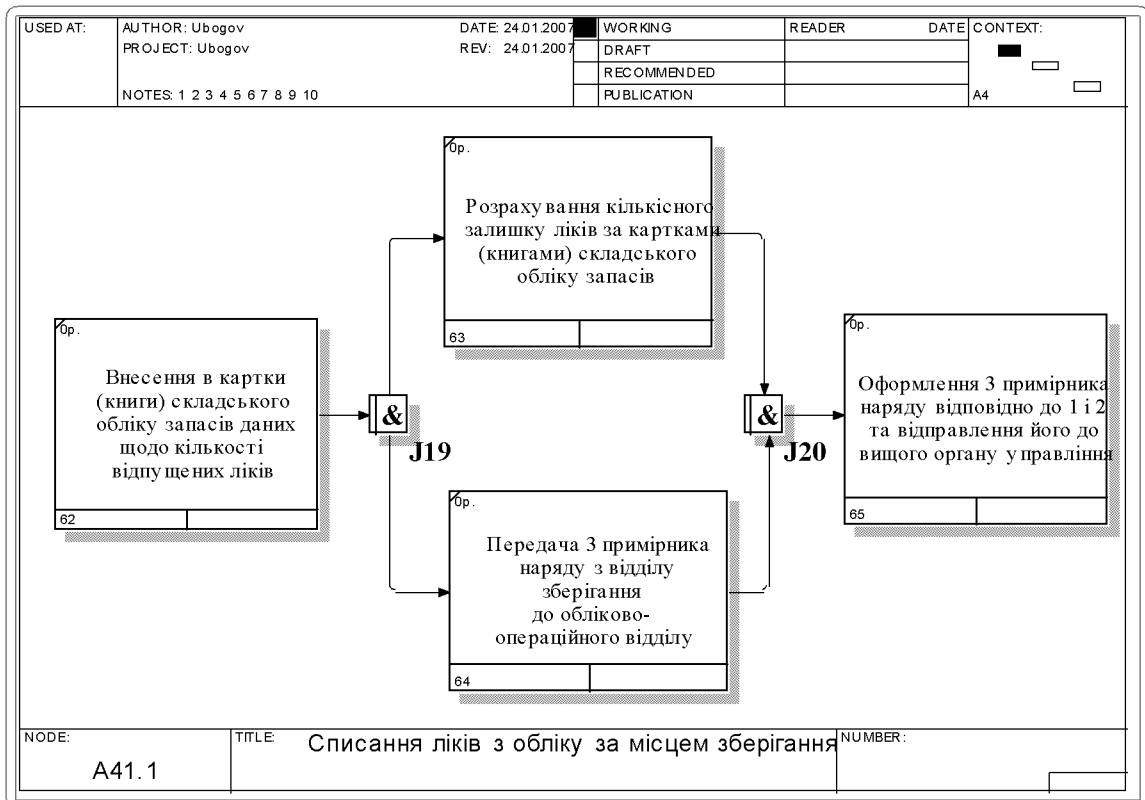 USED AT:
AUTHOR: Ubogov
DATE: 24.01.2007
WORKING
READER
DATE
CONTEXT:
PROJECT: Ubogov
REV: 24.01.2007
DRAFT
RECOMMENDED
NOTES: 1 2 3 4 5 6 7 8 9 10
PUBLICATION
A4
0р.
Розрахування кількісного
залишку ліків за картками
(книгами) складського
обліку запасів
63
0р.
Внесення в картки
(книги) складського
обліку запасів даних
щодо кількості
відпущених ліків
62
&
J19
&
J20
0р.
Оформлення 3 примірника
наряду відповідно до 1 і 2
та відправлення його до
вищого органу управління
65
0р.
Передача 3 примірника
наряду з відділу
зберігання
до обліково-
операційного відділу
64
NODE:
TITLE:
Списання ліків з обліку за місцем зберігання
NUMBER:
A41.1